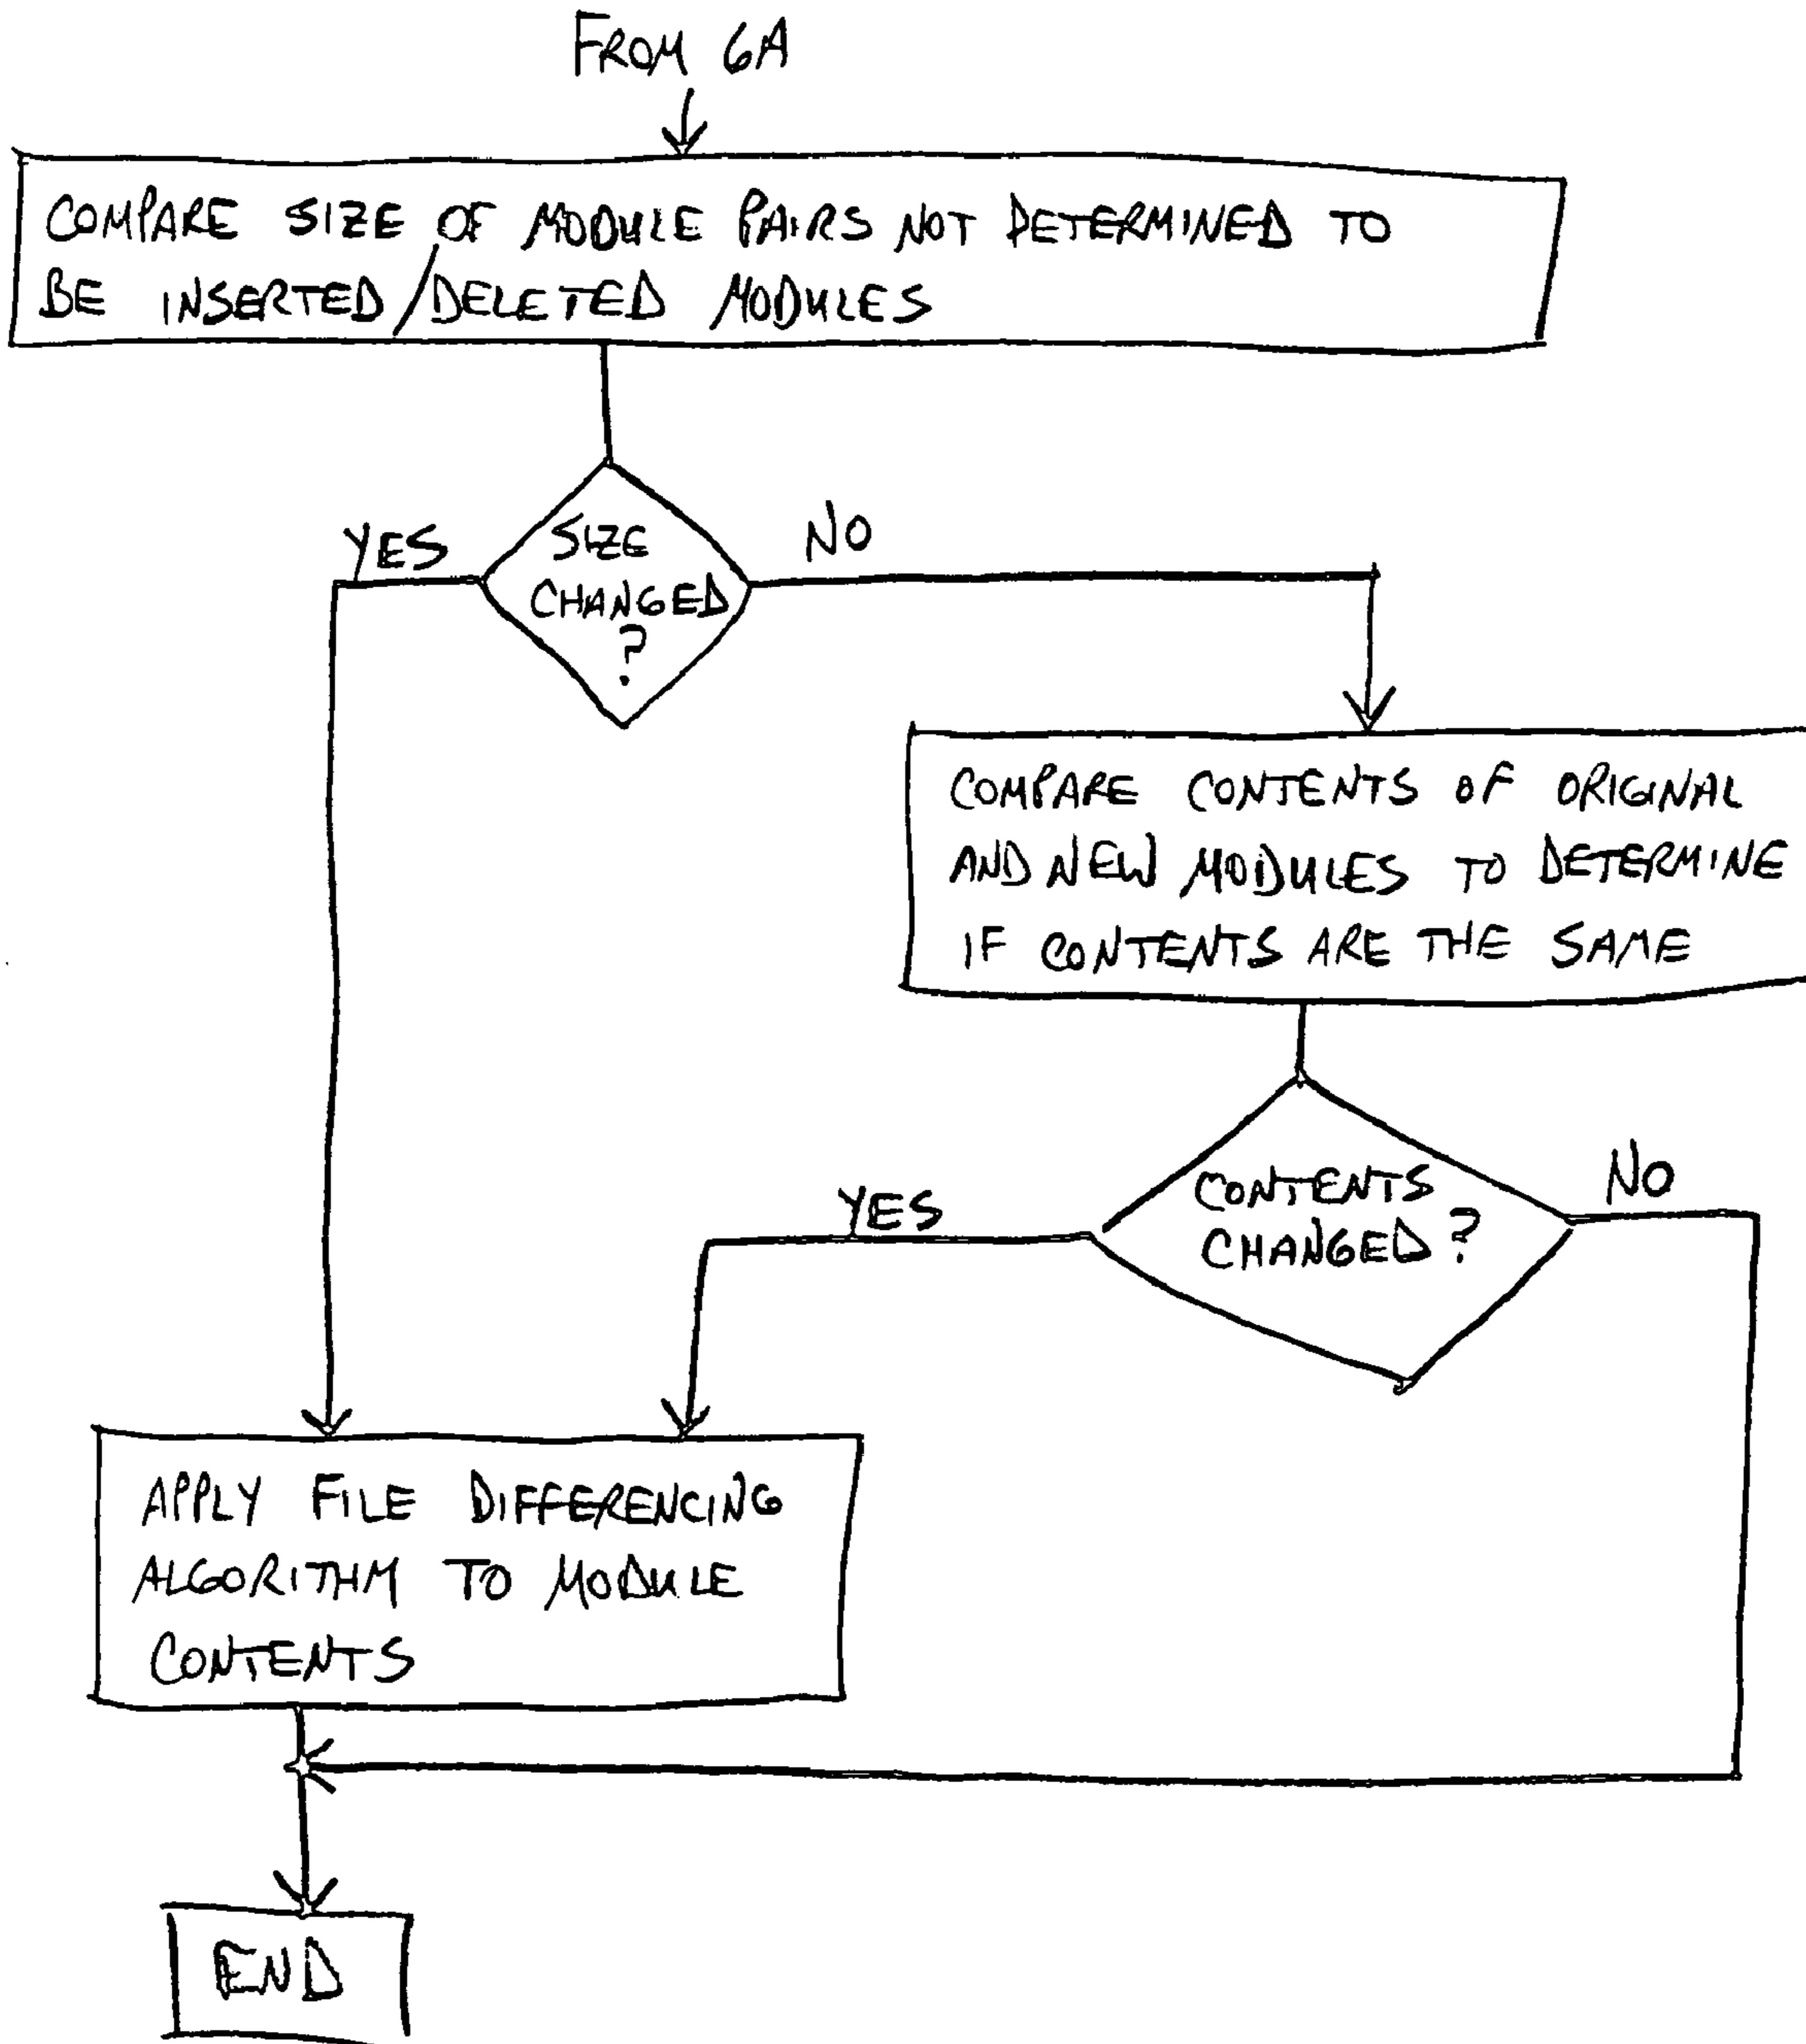 FROM 6A
COMPARE SIZE OF MODULE PAIRS NOT DETERMINED TO
BE INSERTED/DELETED MODULES
YES
SIZE
CHANGED
?
NO
COMPARE CONTENTS OF ORIGINAL
AND NEW MODULES TO DETERMINE
IF CONTENTS ARE THE SAME
YES
CONTENTS
CHANGED?
NO
APPLY FILE DIFFERENCING
ALGORITHM TO MODULE
CONTENTS
END